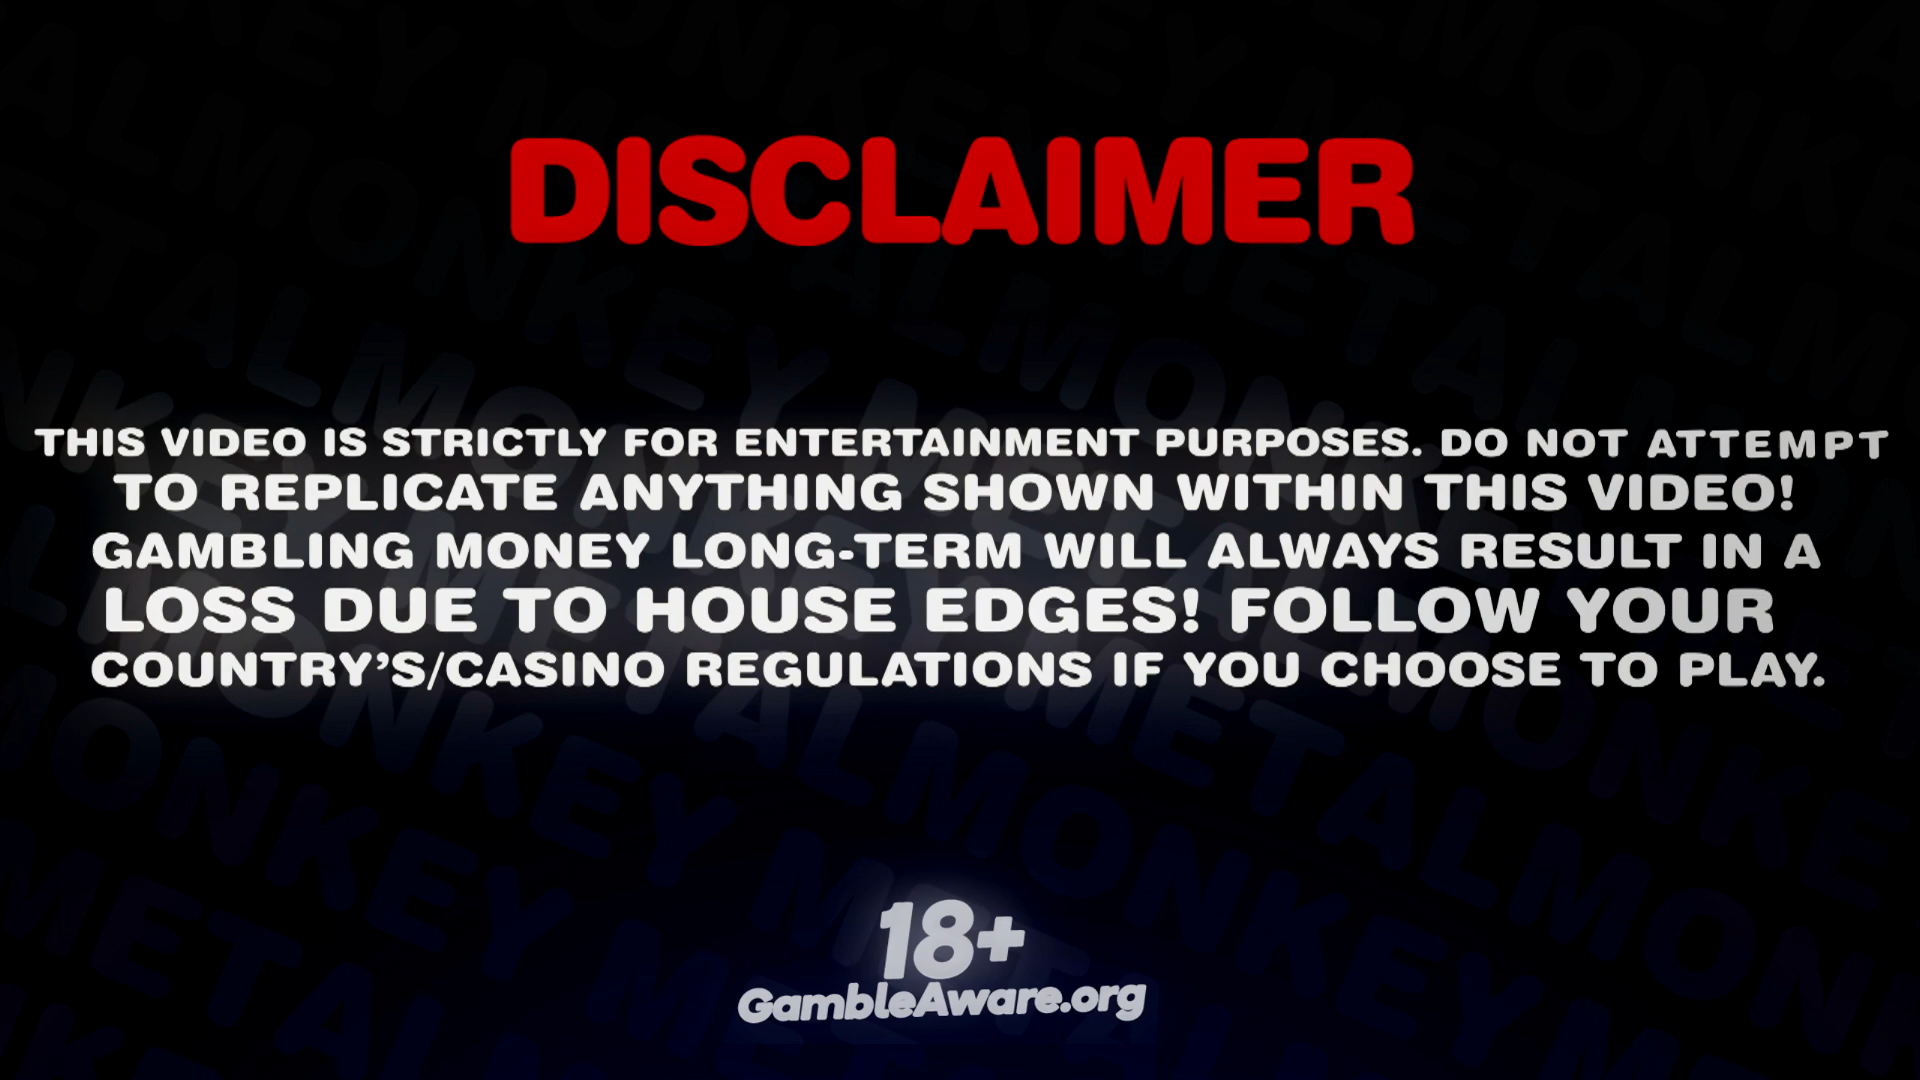 DISCLAIMER
THIS VIDEO IS STRICTLY FOR ENTERTAINMENT PURPOSES. DO NOT ATTEMPT
TO REPLICATE ANYTHING SHOWN WITHIN THIS VIDEO!
GAMBLING MONEY LONG-TERM WILL ALWAYS RESULT IN A
LOSS DUE TO HOUSE EDGES! FOLLOW YOUR
COUNTRY’S/CASINO REGULATIONS IF YOU CHOOSE TO PLAY.
18+
GambleAware.org